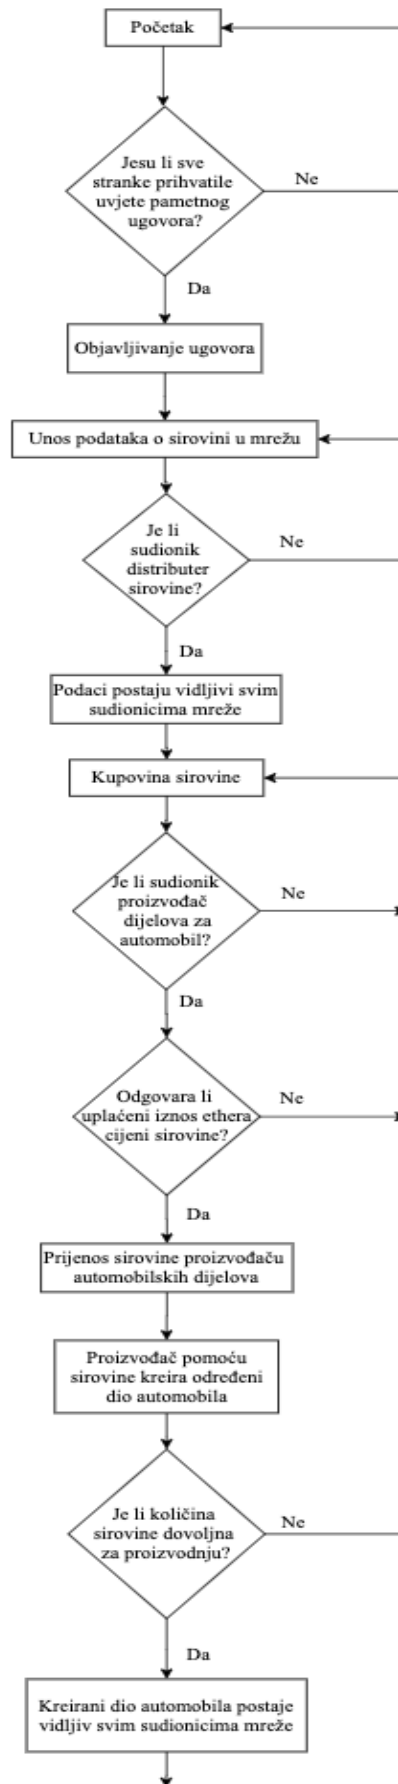 Početak
Jesu li sve
stranke prihvatile
uvjete pametnog
ugovora?
Ne
Da
Objavljivanje ugovora
Unos podataka o sirovini u mrežu
Je li
sudionik
distributer
sirovine?
Ne
Da
Podaci postaju vidljivi svim
sudionicima mreže
Kupovina sirovine
Je li sudionik
proizvođač
dijelova za
automobil?
Ne
Da
Odgovara li
uplaćeni iznos ethera
cijeni sirovine?
Ne
Da
Prijenos sirovine proizvođaču
automobilskih dijelova
Proizvođač pomoću
sirovine kreira određeni
dio automobila
Je li količina
sirovine dovoljna
za proizvodnju?
Ne
Da
Kreirani dio automobila postaje
vidljiv svim sudionicima mreže